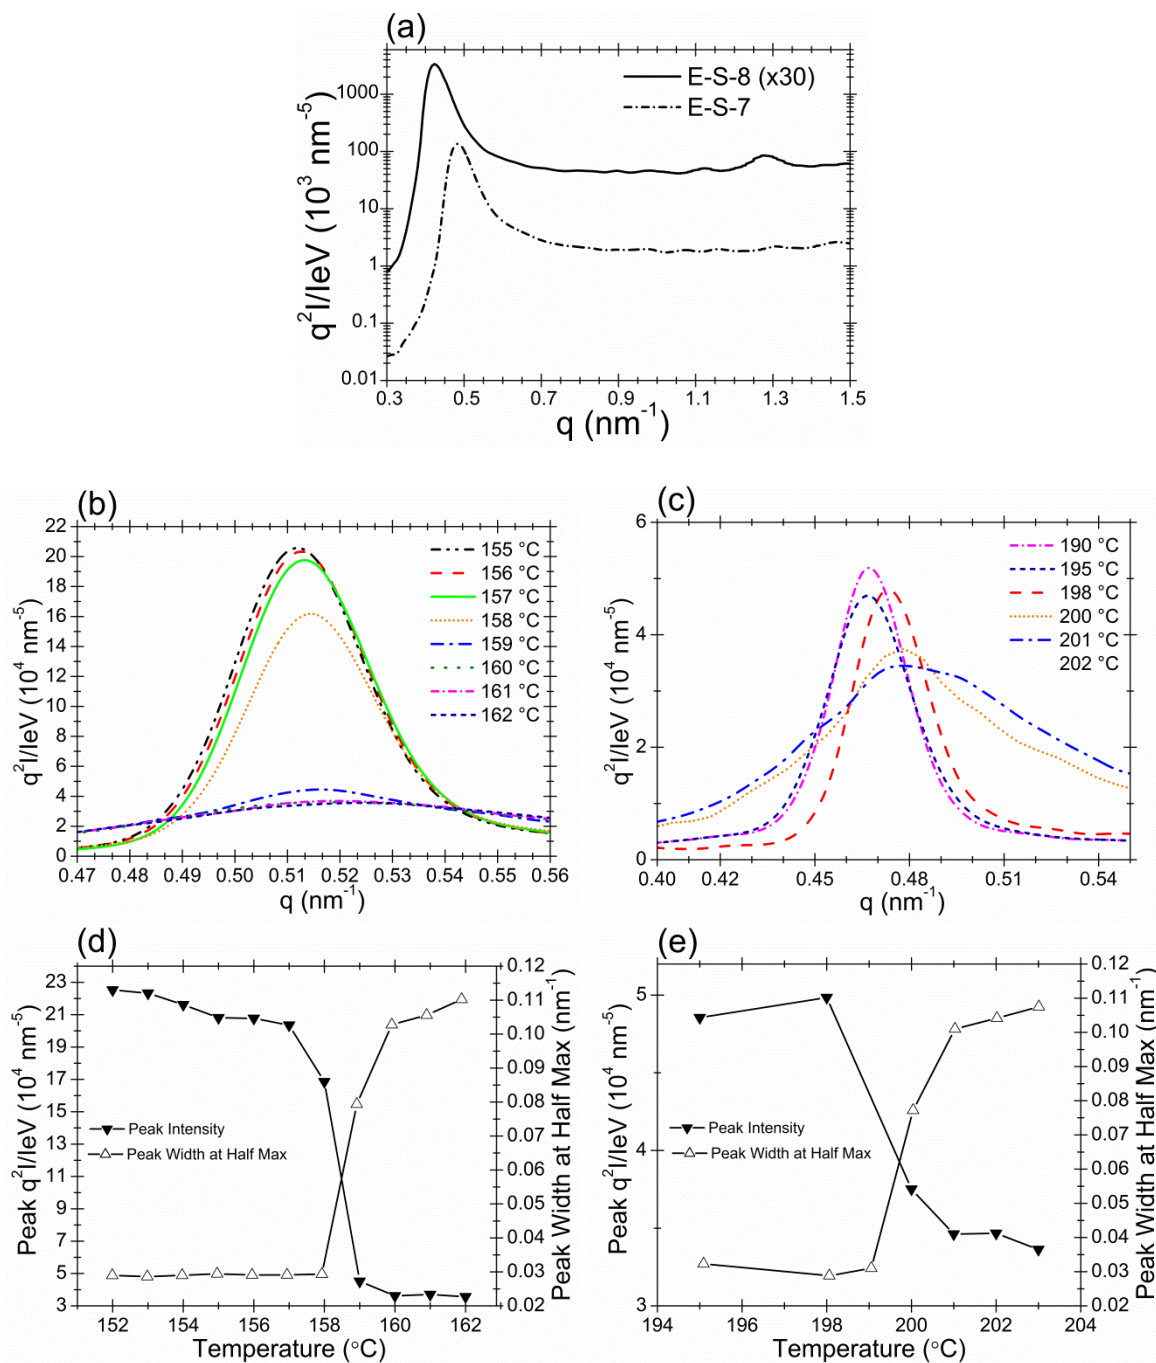 (a)
q²I/IeV (10³ nm⁻⁵)
1000
100
10
1
0.1
0.01
E-S-8 (x30)
E-S-7
0.3 0.5 0.7 0.9 1.1 1.3 1.5
q (nm⁻¹)
(b)
q²I/IeV (10⁴ nm⁻⁵)
22
20
18
16
14
12
10
8
6
4
2
0
155 °C
156 °C
157 °C
158 °C
159 °C
160 °C
161 °C
162 °C
0.47 0.48 0.49 0.50 0.51 0.52 0.53 0.54 0.55 0.56
q (nm⁻¹)
(c)
q²I/IeV (10⁴ nm⁻⁵)
6
4
2
0
190 °C
195 °C
198 °C
200 °C
201 °C
202 °C
0.40 0.42 0.45 0.48 0.51 0.54
q (nm⁻¹)
(d)
Peak q²I/IeV (10⁴ nm⁻⁵)
23
21
19
17
15
13
11
9
7
5
3
Peak Intensity
Peak Width at Half Max
0.12
0.11
0.10
0.09
0.08
0.07
0.06
0.05
0.04
0.03
0.02
Peak Width at Half Max (nm⁻¹)
152 154 156 158 160 162
Temperature (°C)
(e)
Peak q²I/IeV (10⁴ nm⁻⁵)
5
4
3
Peak Intensity
Peak Width at Half Max
0.12
0.11
0.10
0.09
0.08
0.07
0.06
0.05
0.04
0.03
0.02
Peak Width at Half Max (nm⁻¹)
194 196 198 200 202 204
Temperature (°C)